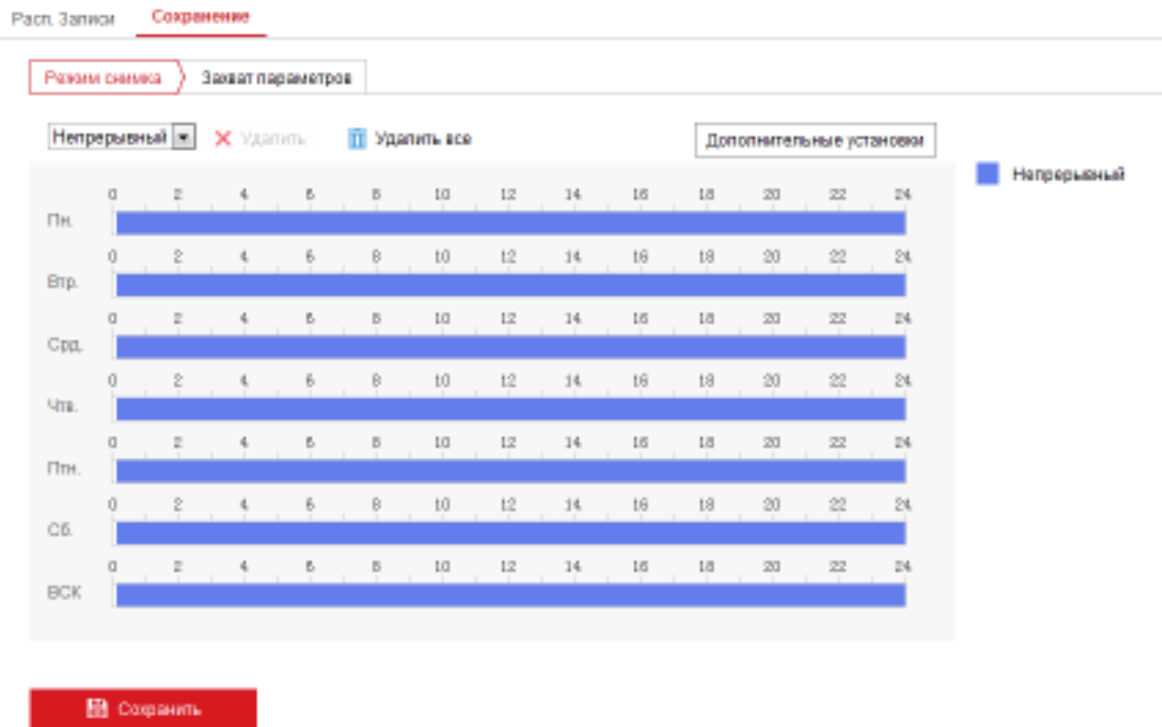 Расп. Записи Сохранение
Режим снимка Захват параметров
Непрерывный Удалить Удалить все Дополнительные установки
Непрерывный
0 2 4 6 8 10 12 14 16 18 20 22 24
Пн.
0 2 4 6 8 10 12 14 16 18 20 22 24
Втр.
0 2 4 6 8 10 12 14 16 18 20 22 24
Срд.
0 2 4 6 8 10 12 14 16 18 20 22 24
Чтв.
0 2 4 6 8 10 12 14 16 18 20 22 24
Птн.
0 2 4 6 8 10 12 14 16 18 20 22 24
Сб.
0 2 4 6 8 10 12 14 16 18 20 22 24
ВСК
Сохранить